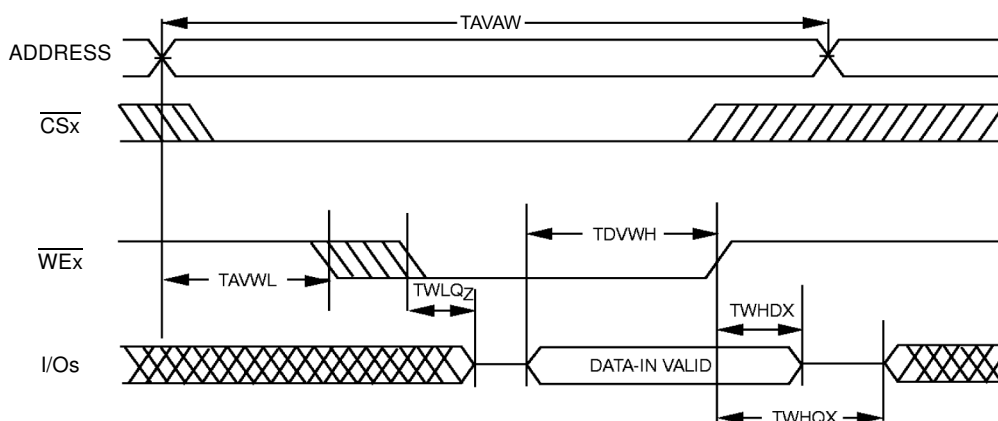 TAVAW
ADDRESS
CSx
WEx
TDVWH
TAVWL
TWLQZ
TWHDX
I/Os
DATA-IN VALID
TWHQX